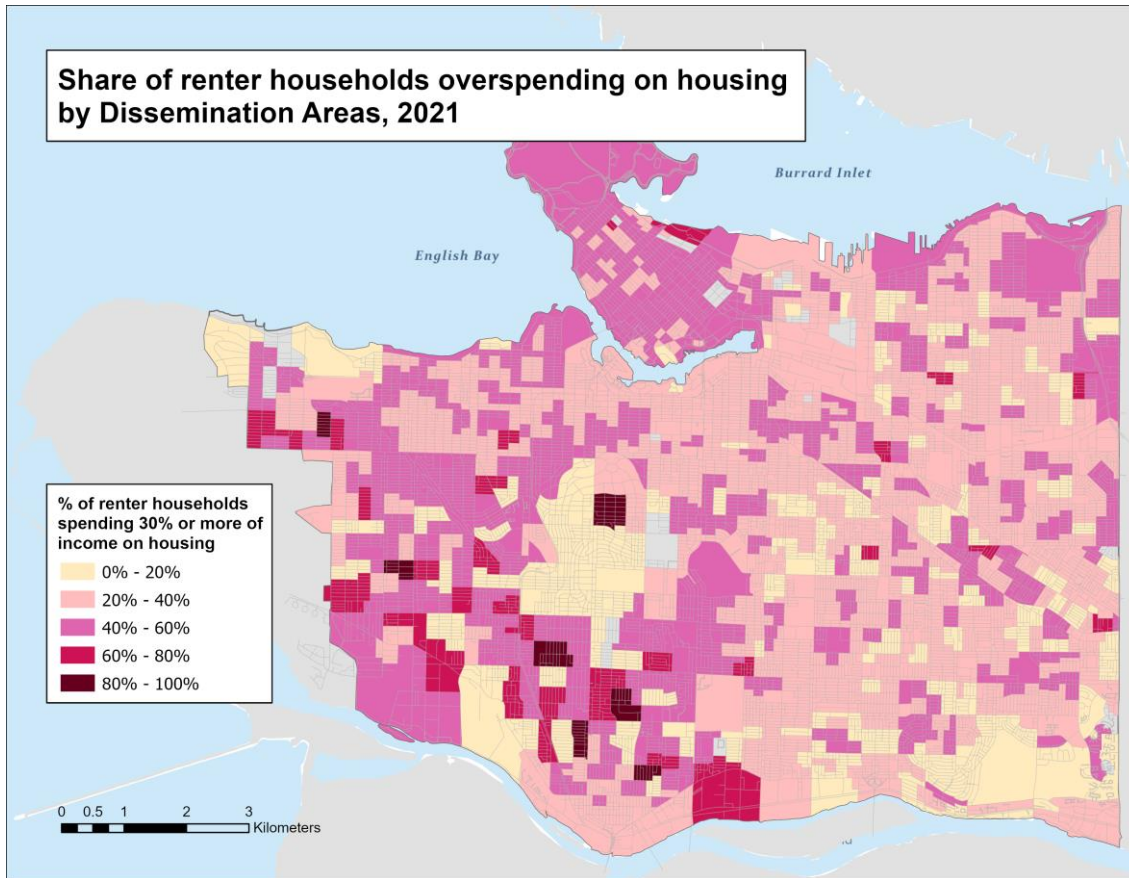 Share of renter households overspending on housing
by Dissemination Areas, 2021
Burrard Inlet
English Bay
% of renter households
spending 30% or more of
income on housing
0% - 20%
20% - 40%
40% - 60%
60% - 80%
80% - 100%
0 0.5 1 2 3
Kilometers